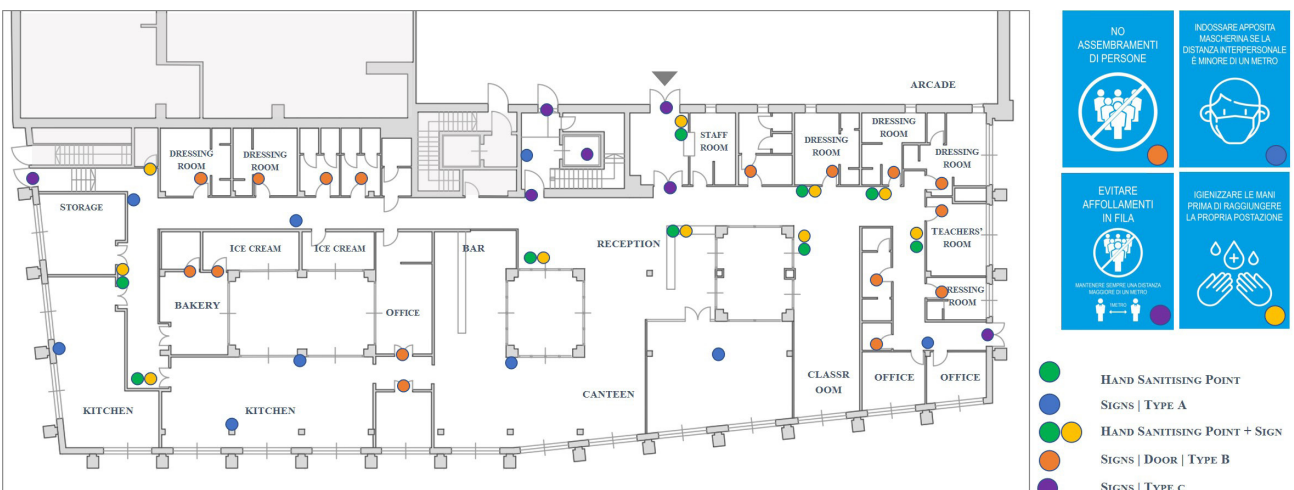 ARCADE
STAFF
ROOM
DRESSING
ROOM
DRESSING
ROOM
DRESSING
ROOM
DRESSING
ROOM
DRESSING
ROOM
STORAGE
ICE CREAM
ICE CREAM
BAR
RECEPTION
TEACHERS'
ROOM
BAKERY
OFFICE
DRESSING
ROOM
KITCHEN
KITCHEN
CANTEEN
CLASSR
OOM
OFFICE
OFFICE
NO
ASSEMBRAMENTI
DI PERSONE
INDOSSARE APPOSITA
MASCHERINA SE LA
DISTANZA INTERPERSONALE
È MINORE DI UN METRO
EVITARE
AFFOLLAMENTI
IN FILA
MANTENERE SEMPRE UNA DISTANZA
MAGGIORE DI UN METRO
1METRO
IGIENIZZARE LE MANI
PRIMA DI RAGGIUNGERE
LA PROPRIA POSTAZIONE
HAND SANITISING POINT
SIGNS | TYPE A
HAND SANITISING POINT + SIGN
SIGNS | DOOR | TYPE B
SIGNS | TYPE C